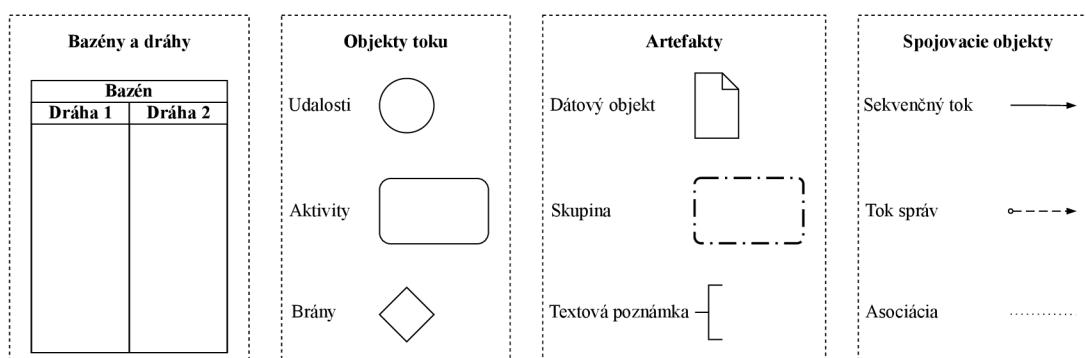 Bazény a dráhy
Bazén
Dráha 1
Dráha 2
Objekty toku
Udalosti
Aktivity
Brány
Artefakty
Dátový objekt
Skupina
Textová poznámka
Spojovacie objekty
Sekvenčný tok
Tok správ
Asociácia